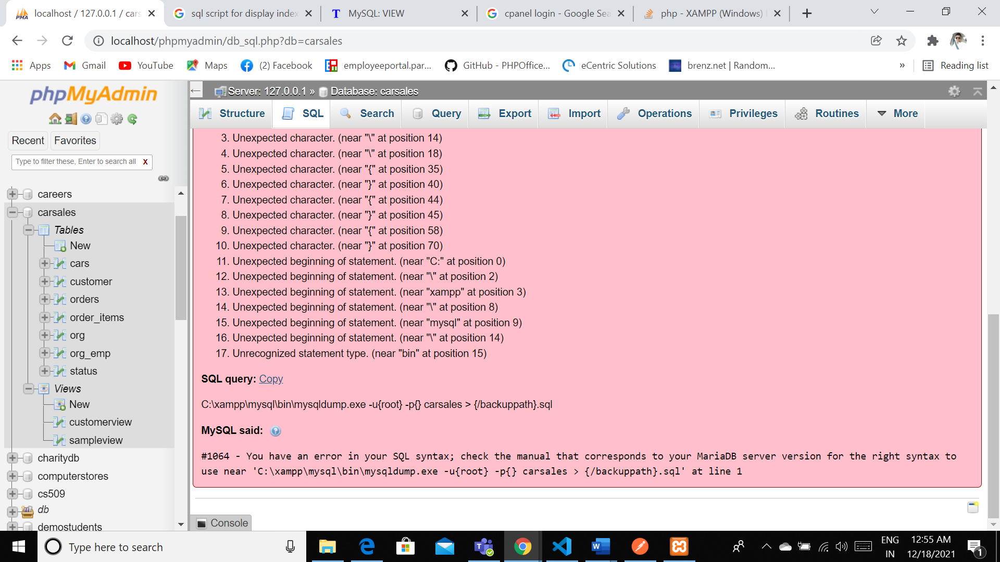 localhost / 127.0.0.1 / cars
sql script for display index
MySQL: VIEW
cpanel login - Google Sea
php - XAMPP (Windows)
localhost/phpmyadmin/db_sql.php?db=carsales
Apps
Gmail
YouTube
Maps
(2) Facebook
employeeportal.par...
GitHub - PHPOffice...
eCentric Solutions
brenz.net | Random...
»
Reading list
phpMyAdmin
Recent
Favorites
Type to filter these, Enter to search all
X
careers
carsales
Tables
New
cars
customer
orders
order_items
org
org_emp
status
Views
New
customerview
sampleview
charitydb
computerstores
cs509
db
demostudents
Server: 127.0.0.1 » Database: carsales
Structure
SQL
Search
Query
Export
Import
Operations
Privileges
Routines
More
3. Unexpected character. (near "\" at position 14)
4. Unexpected character. (near "\" at position 18)
5. Unexpected character. (near "{" at position 35)
6. Unexpected character. (near "}" at position 40)
7. Unexpected character. (near "{" at position 44)
8. Unexpected character. (near "}" at position 45)
9. Unexpected character. (near "{" at position 58)
10. Unexpected character. (near "}" at position 70)
11. Unexpected beginning of statement. (near "C:" at position 0)
12. Unexpected beginning of statement. (near "\" at position 2)
13. Unexpected beginning of statement. (near "xampp" at position 3)
14. Unexpected beginning of statement. (near "\" at position 8)
15. Unexpected beginning of statement. (near "mysql" at position 9)
16. Unexpected beginning of statement. (near "\" at position 14)
17. Unrecognized statement type. (near "bin" at position 15)
SQL query: Copy
C:\xampp\mysql\bin\mysqldump.exe -u{root} -p{} carsales > {/backuppath}.sql
MySQL said:
#1064 - You have an error in your SQL syntax; check the manual that corresponds to your MariaDB server version for the right syntax to
use near 'C:\xampp\mysql\bin\mysqldump.exe -u{root} -p{} carsales > {/backuppath}.sql' at line 1
Console
Type here to search
ENG
IN
12:55 AM
12/18/2021
1